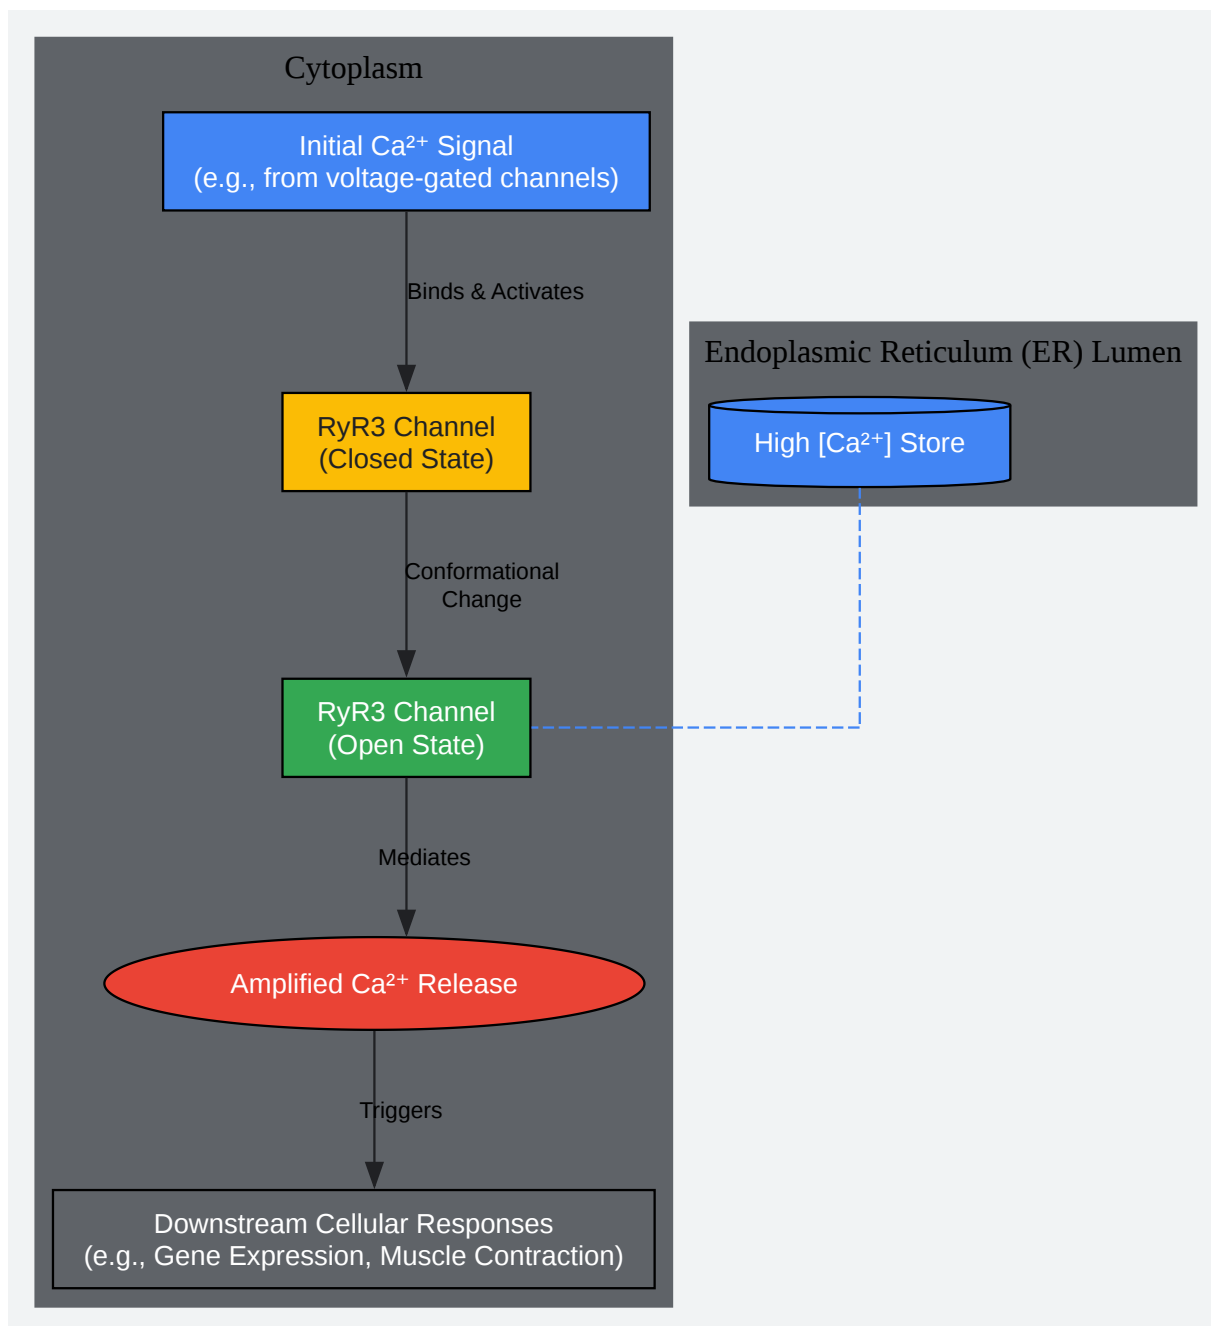 Cytoplasm
Initial Ca²⁺ Signal
(e.g., from voltage-gated channels)
Binds & Activates
RyR3 Channel
(Closed State)
Endoplasmic Reticulum (ER) Lumen
High [Ca²⁺] Store
Conformational
Change
RyR3 Channel
(Open State)
Mediates
Amplified Ca²⁺ Release
Triggers
Downstream Cellular Responses
(e.g., Gene Expression, Muscle Contraction)